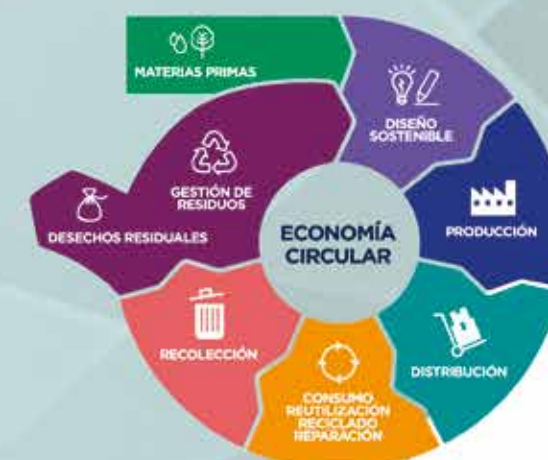 MATERIAS PRIMAS
DISEÑO
SOSTENIBLE
PRODUCCIÓN
DISTRIBUCIÓN
CONSUMO
REUTILIZACIÓN
RECICLADO
REPARACIÓN
RECOLECCIÓN
DESECHOS RESIDUALES
GESTIÓN DE
RESIDUOS
ECONOMÍA
CIRCULAR